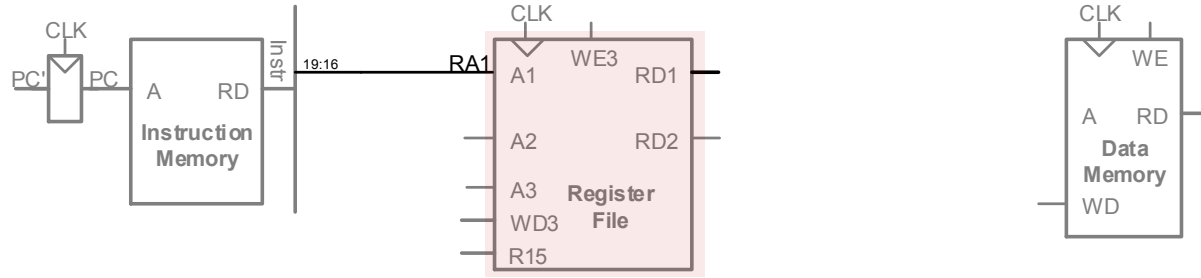 CLK
PC'
PC
A
RD
Instruction
Memory
Instr
19:16
RA1
CLK
WE3
A1
RD1
A2
RD2
A3
Register
File
WD3
R15
CLK
WE
A
RD
Data
Memory
WD